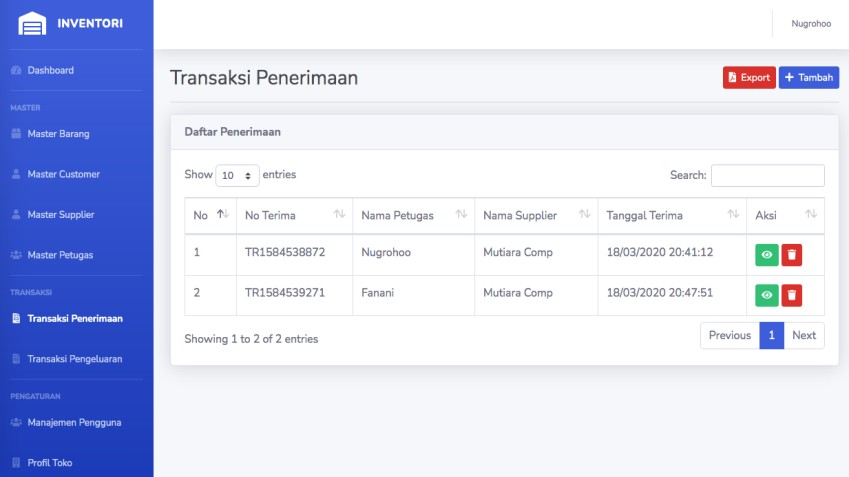 INVENTORI
Nugrohoo
Dashboard
MASTER
Master Barang
Master Customer
Master Supplier
Master Petugas
TRANSAKSI
Transaksi Penerimaan
Transaksi Pengeluaran
PENGATURAN
Manajemen Pengguna
Profil Toko
Transaksi Penerimaan
Export
+ Tambah
Daftar Penerimaan
Show 10 entries
Search:
No No Terima Nama Petugas Nama Supplier Tanggal Terima Aksi
1 TR1584538872 Nugrohoo Mutiara Comp 18/03/2020 20:41:12
2 TR1584539271 Fanani Mutiara Comp 18/03/2020 20:47:51
Showing 1 to 2 of 2 entries
Previous 1 Next